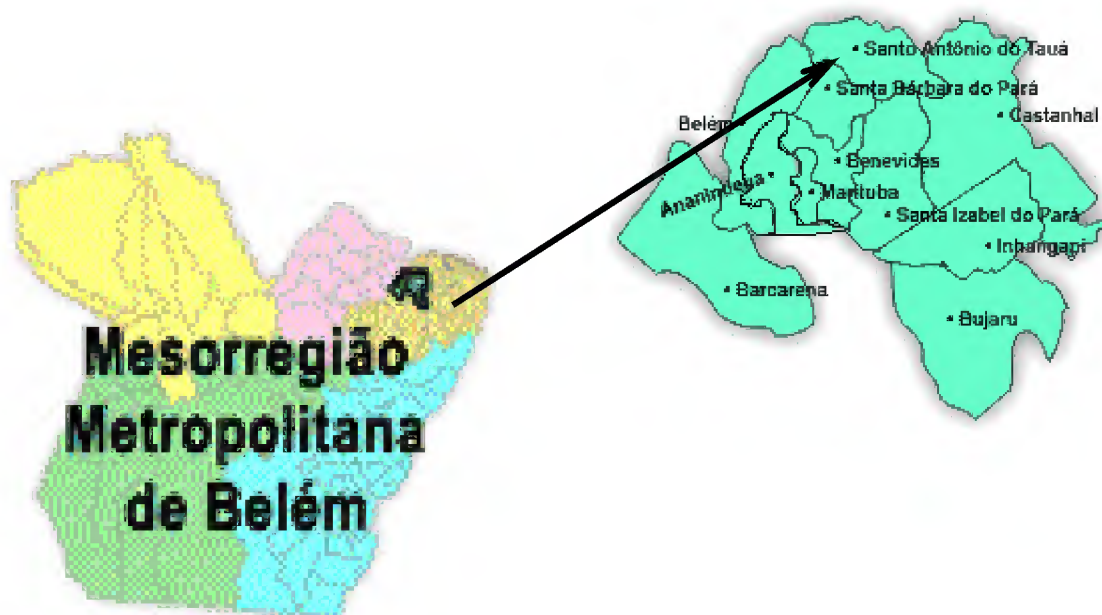 Santo Antônio do Tauá
Santa Bárbara do Pará
Castanhal
Belém
Benevides
Ananindeua
Marituba
Santa Izabel do Pará
Inhangapi
Barcarena
Bujaru
Mesorregião
Metropolitana
de Belém